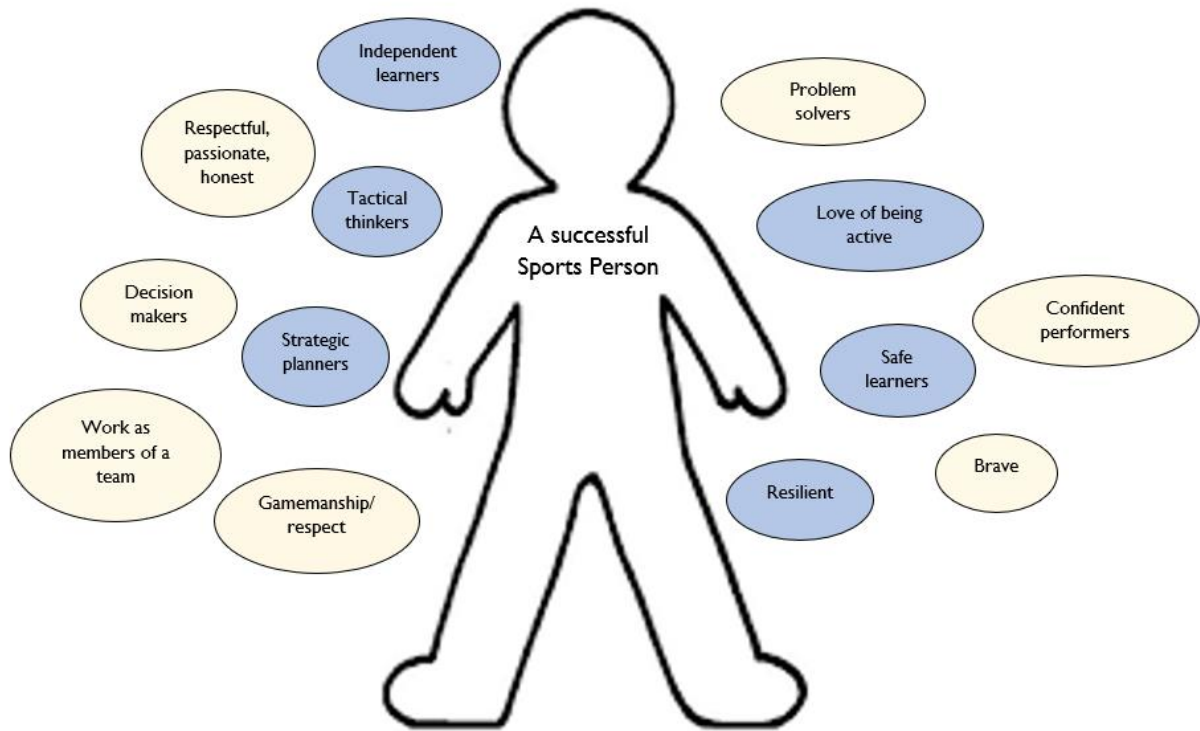 Independent
learners
Problem
solvers
Respectful,
passionate,
honest
Tactical
thinkers
Love of being
active
A successful
Sports Person
Decision
makers
Confident
performers
Strategic
planners
Safe
learners
Work as
members of a
team
Brave
Resilient
Gamemanship/
respect